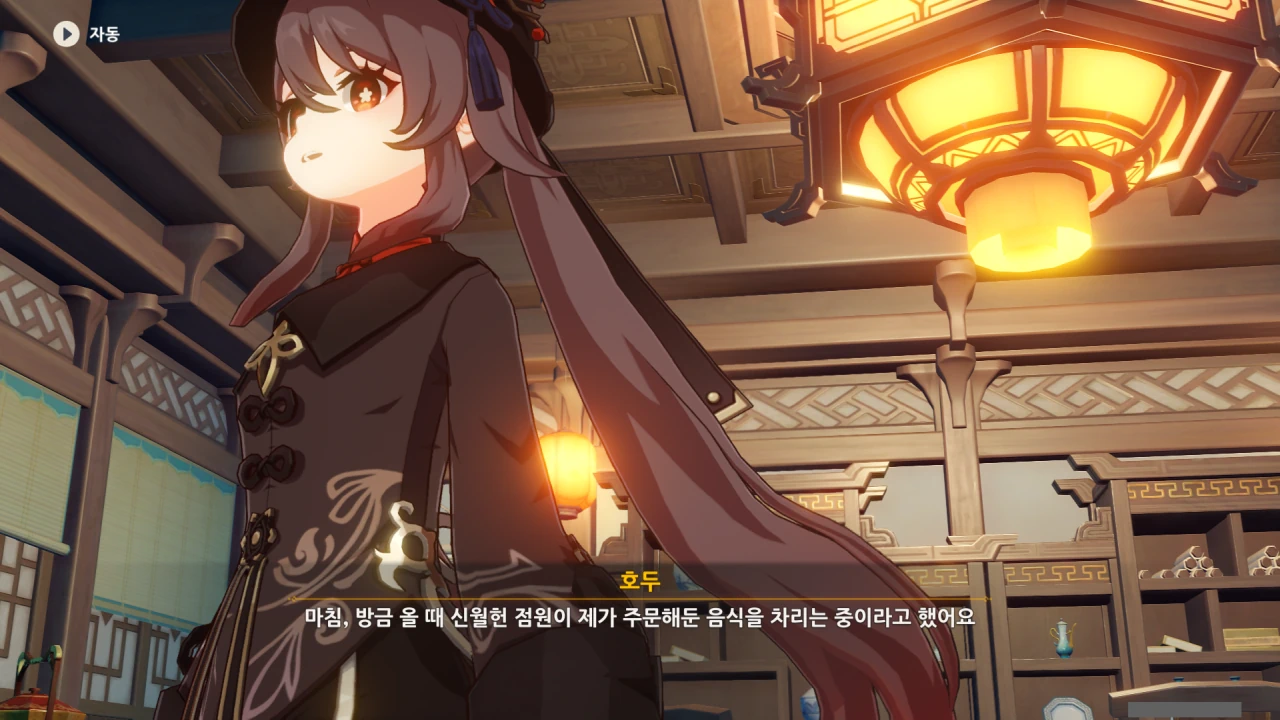 자동
호두
마침, 방금 올 때 신월헌 점원이 제가 주문해둔 음식을 차리는 중이라고 했어요